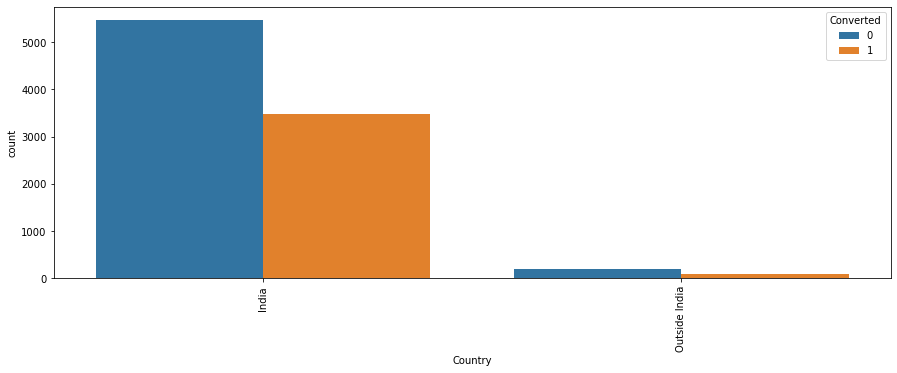 Converted
0
1
5000
4000
3000
2000
1000
0
count
India
Outside India
Country